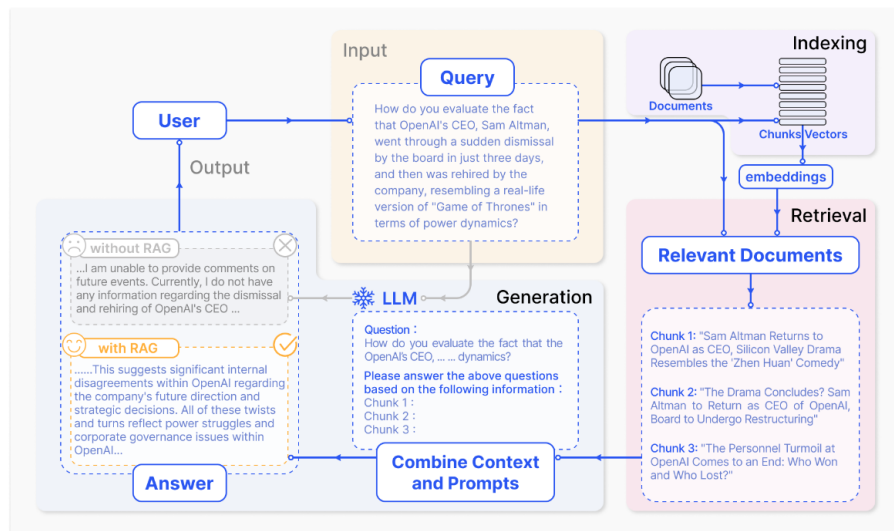 Input
Query
How do you evaluate the fact
that OpenAI's CEO, Sam Altman,
went through a sudden dismissal
by the board in just three days,
and then was rehired by the
company, resembling a real-life
version of "Game of Thrones" in
terms of power dynamics?
Indexing
Documents
Chunks Vectors
embeddings
User
Output
Retrieval
Relevant Documents
Chunk 1: "Sam Altman Returns to
OpenAI as CEO, Silicon Valley Drama
Resembles the 'Zhen Huan' Comedy"
Chunk 2: "The Drama Concludes? Sam
Altman to Return as CEO of OpenAI,
Board to Undergo Restructuring"
Chunk 3: "The Personnel Turmoil at
OpenAI Comes to an End: Who Won
and Who Lost?"
without RAG
...I am unable to provide comments on
future events. Currently, I do not have
any information regarding the dismissal
and rehiring of OpenAI's CEO ...
with RAG
......This suggests significant internal
disagreements within OpenAI regarding
the company's future direction and
strategic decisions. All of these twists
and turns reflect power struggles and
corporate governance issues within
OpenAI...
Answer
LLM
Generation
Question :
How do you evaluate the fact that the
OpenAI's CEO, ... ... dynamics?
Please answer the above questions
based on the following information :
Chunk 1 :
Chunk 2 :
Chunk 3 :
Combine Context
and Prompts